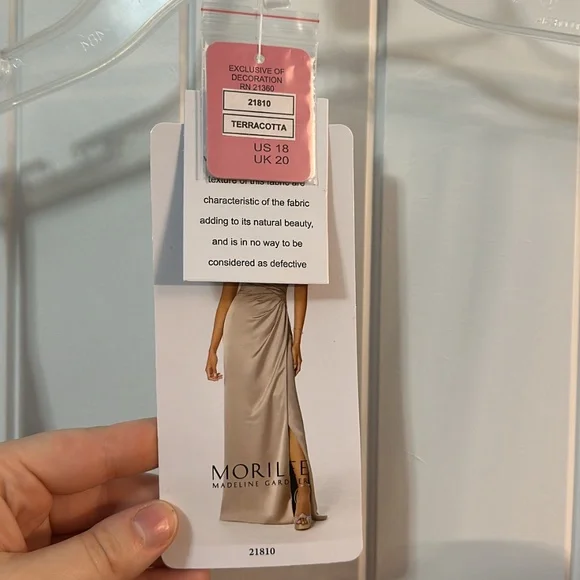 EXCLUSIVE OF
DECORATION
RN 21360
21810
TERRACOTTA
US 18
UK 20
texture of this fabric are
characteristic of the fabric
adding to its natural beauty,
and is in no way to be
considered as defective
MORILEE
MADELINE GARDNER
21810